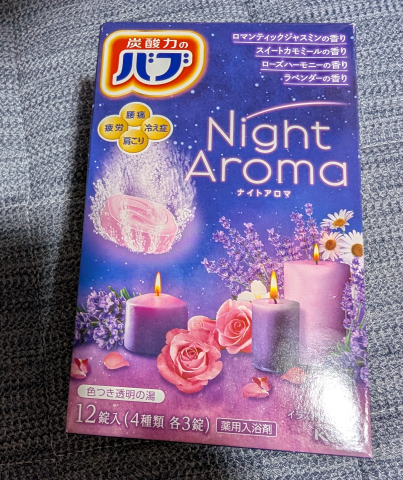 炭酸力の
バブ
腰痛
疲労
冷え症
肩こり
ロマンティックジャスミンの香り
スイートカモミールの香り
ローズハーモニーの香り
ラベンダーの香り
Night
Aroma
ナイトアロマ
色つき透明の湯
12錠入(4種類 各3錠)
薬用入浴剤